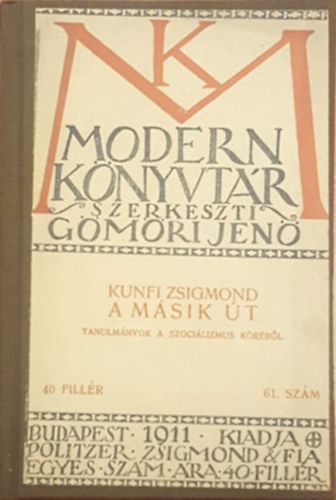 MK
MODERN
KÖNYVTÁR
SZERKESZTI
GÖMÖRI JENŐ
KUNFI ZSIGMOND
A MÁSIK ÚT
TANULMÁNYOK A SZOCIÁLIZMUS KÖRÉBŐL
40 FILLÉR 61. SZÁM
BUDAPEST · 1911 · KIADJA
POLITZER · ZSIGMOND & FIA
EGYES · SZÁM · ÁRA · 40 · FILLÉR